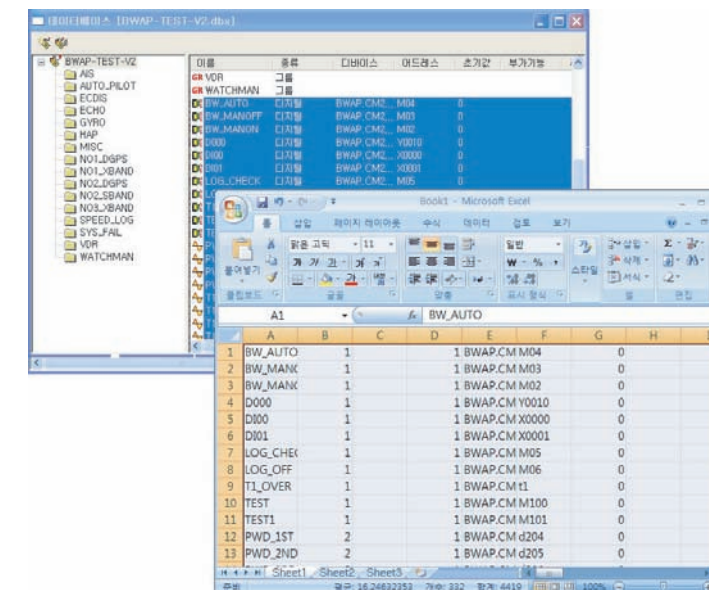 데이터베이스 [BWAP-TEST-V2.dba]
BWAP-TEST-V2
AIS
AUTO_PILOT
ECDIS
ECHO
GYRO
HAP
MISC
NO1_DGPS
NO1_XBAND
NO2_DGPS
NO2_SBAND
NO3_XBAND
SPEED_LOG
SYS_FAIL
VDR
WATCHMAN
이름 종류 디바이스 어드레스 초기값 부가기능
GR VDR 그룹
GR WATCHMAN 그룹
BW_AUTO 디지털 BWAP.CM2... M04 0
BW_MANOFF 디지털 BWAP.CM2... M03 0
BW_MANON 디지털 BWAP.CM2... M02 0
D000 디지털 BWAP.CM2... Y0010 0
DI00 디지털 BWAP.CM2... X0000 0
DI01 디지털 BWAP.CM2... X0001 0
LOG_CHECK 디지털 BWAP.CM2... M05 0
Book1 - Microsoft Excel
홈 삽입 페이지 레이아웃 수식 데이터 검토 보기
붙여넣기
맑은 고딕 11
가 가 가
일반
스타일
삽입
삭제
서식
클립보드 글꼴 맞춤 표시 형식 셀 편집
A1 fx BW_AUTO
A B C D E F G H
1 BW_AUTO 1 1 BWAP.CM M04 0
2 BW_MAN( 1 1 BWAP.CM M03 0
3 BW_MAN( 1 1 BWAP.CM M02 0
4 D000 1 1 BWAP.CM Y0010 0
5 DI00 1 1 BWAP.CM X0000 0
6 DI01 1 1 BWAP.CM X0001 0
7 LOG_CHE( 1 1 BWAP.CM M05 0
8 LOG_OFF 1 1 BWAP.CM M06 0
9 T1_OVER 1 1 BWAP.CM t1 0
10 TEST 1 1 BWAP.CM M100 0
11 TEST1 1 1 BWAP.CM M101 0
12 PWD_1ST 2 1 BWAP.CM d204 0
13 PWD_2ND 2 1 BWAP.CM d205 0
Sheet1 Sheet2 Sheet3
준비 평균: 16.24632353 개수: 332 합계: 4419 100%